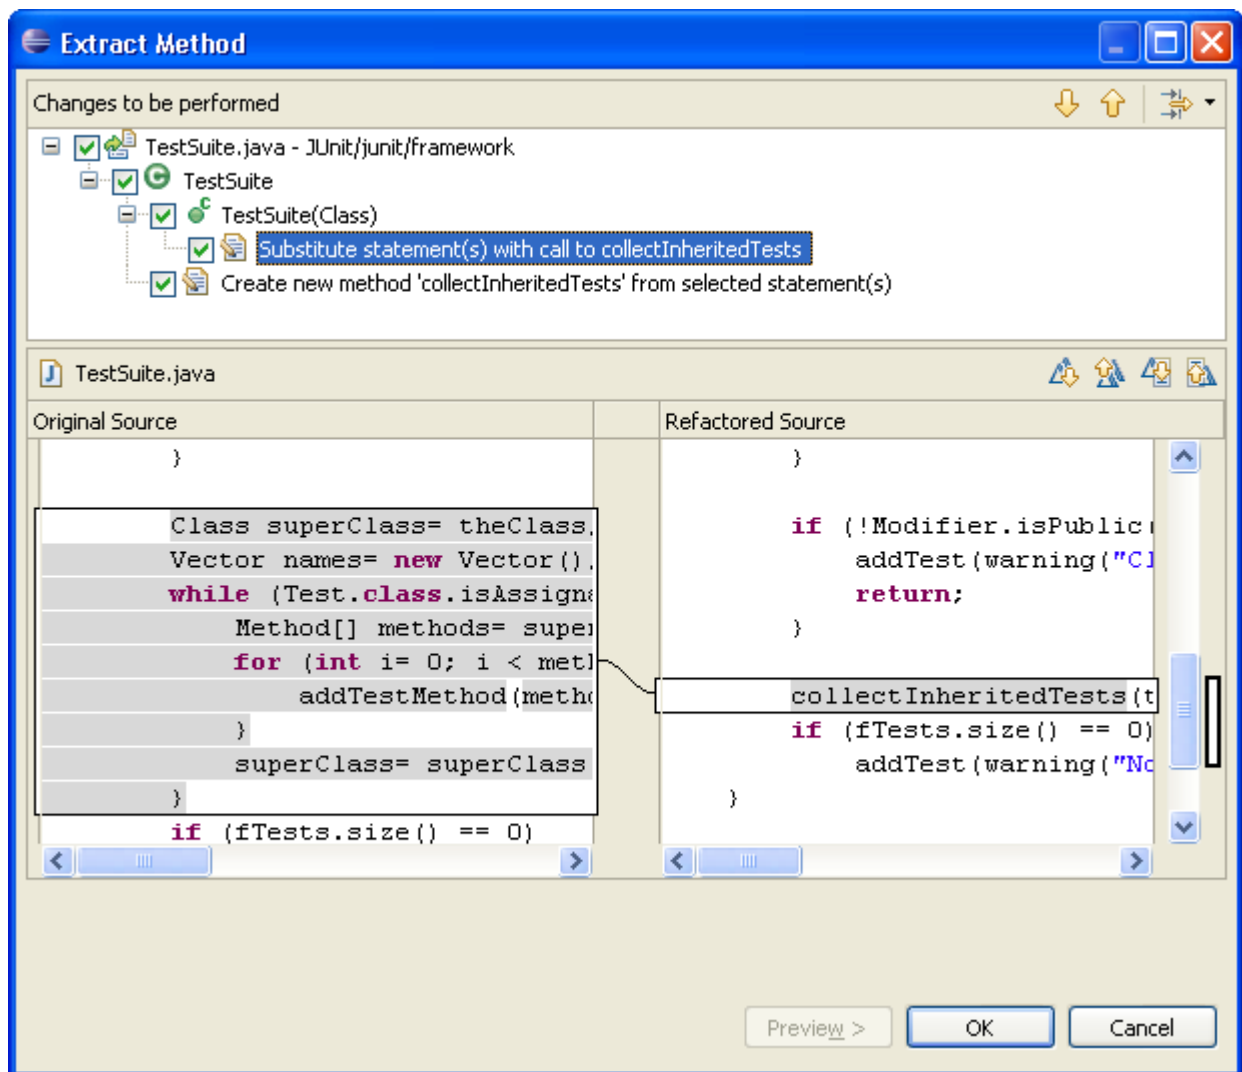 Extract Method
Changes to be performed
TestSuite.java - JUnit/junit/framework
TestSuite
TestSuite(Class)
Substitute statement(s) with call to collectInheritedTests
Create new method 'collectInheritedTests' from selected statement(s)
TestSuite.java
Original Source
}
Class superClass= theClass.
Vector names= new Vector()
while (Test.class.isAssign
Method[] methods= super
for (int i= 0; i < met
addTestMethod(metho
}
superClass= superClass
}
if (fTests.size() == 0)
Refactored Source
}
if (!Modifier.isPublic(
addTest(warning("Cl
return;
}
collectInheritedTests(t
if (fTests.size() == 0)
addTest(warning("No
}
Preview >
OK
Cancel